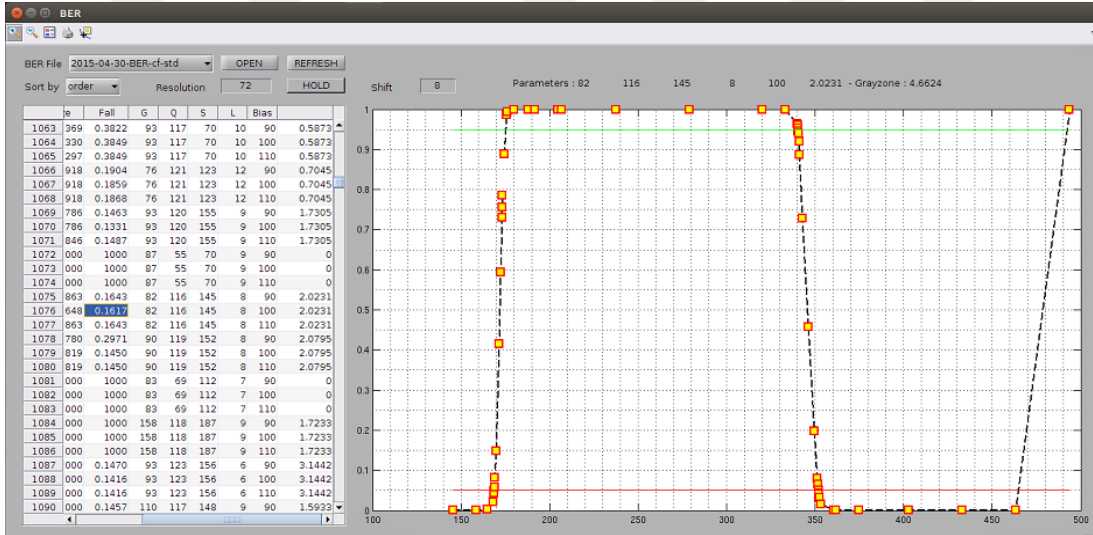 BER
BER File 2015-04-30-BER-cf-std OPEN REFRESH
Sort by order Resolution 72 HOLD Shift 8 Parameters : 82 116 145 8 100 2.0231 - Grayzone : 4.6624
e Fall G Q S L Bias
1063 369 0.3822 93 117 70 10 90 0.5873
1064 330 0.3849 93 117 70 10 100 0.5873
1065 297 0.3849 93 117 70 10 110 0.5873
1066 918 0.1904 76 121 123 12 90 0.7045
1067 918 0.1859 76 121 123 12 100 0.7045
1068 918 0.1868 76 121 123 12 110 0.7045
1069 786 0.1463 93 120 155 9 90 1.7305
1070 786 0.1331 93 120 155 9 100 1.7305
1071 846 0.1487 93 120 155 9 110 1.7305
1072 000 1000 87 55 70 9 90 0
1073 000 1000 87 55 70 9 100 0
1074 000 1000 87 55 70 9 110 0
1075 863 0.1643 82 116 145 8 90 2.0231
1076 648 0.1617 82 116 145 8 100 2.0231
1077 863 0.1643 82 116 145 8 110 2.0231
1078 780 0.2971 90 119 152 8 90 2.0795
1079 819 0.1450 90 119 152 8 100 2.0795
1080 819 0.1450 90 119 152 8 110 2.0795
1081 000 1000 83 69 112 7 90 0
1082 000 1000 83 69 112 7 100 0
1083 000 1000 83 69 112 7 110 0
1084 000 1000 158 118 187 9 90 1.7233
1085 000 1000 158 118 187 9 100 1.7233
1086 000 1000 158 118 187 9 110 1.7233
1087 000 0.1470 93 123 156 6 90 3.1442
1088 000 0.1416 93 123 156 6 100 3.1442
1089 000 0.1416 93 123 156 6 110 3.1442
1090 000 0.1457 110 117 148 9 90 1.5933
1
0.9
0.8
0.7
0.6
0.5
0.4
0.3
0.2
0.1
0
100 150 200 250 300 350 400 450 500